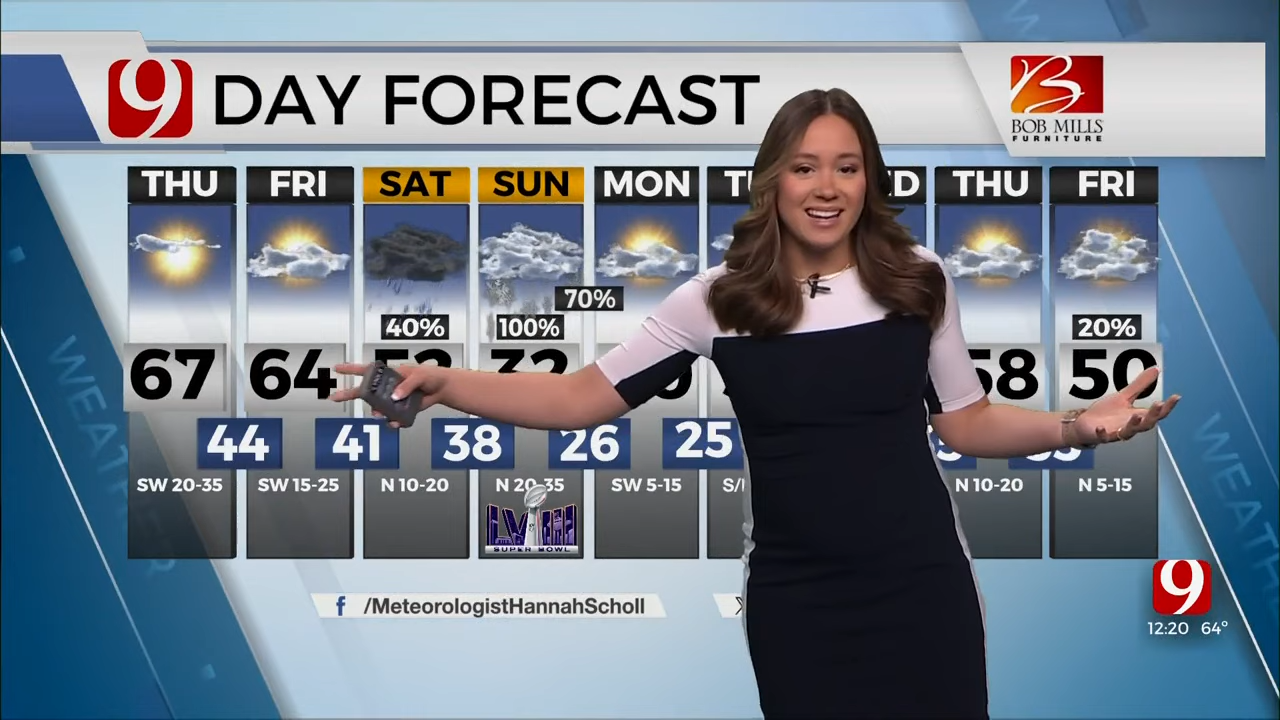 9 DAY FORECAST
BOB MILLS
FURNITURE
THU FRI SAT SUN MON THU FRI
70%
40% 100% 20%
67 64 32 50
44 41 38 26 25
SW 20-35 SW 15-25 N 10-20 N 20-35 SW 5-15 N 10-20 N 5-15
LVIII
SUPER BOWL
f /MeteorologistHannahScholl
9
12:20 64°
WEATHER